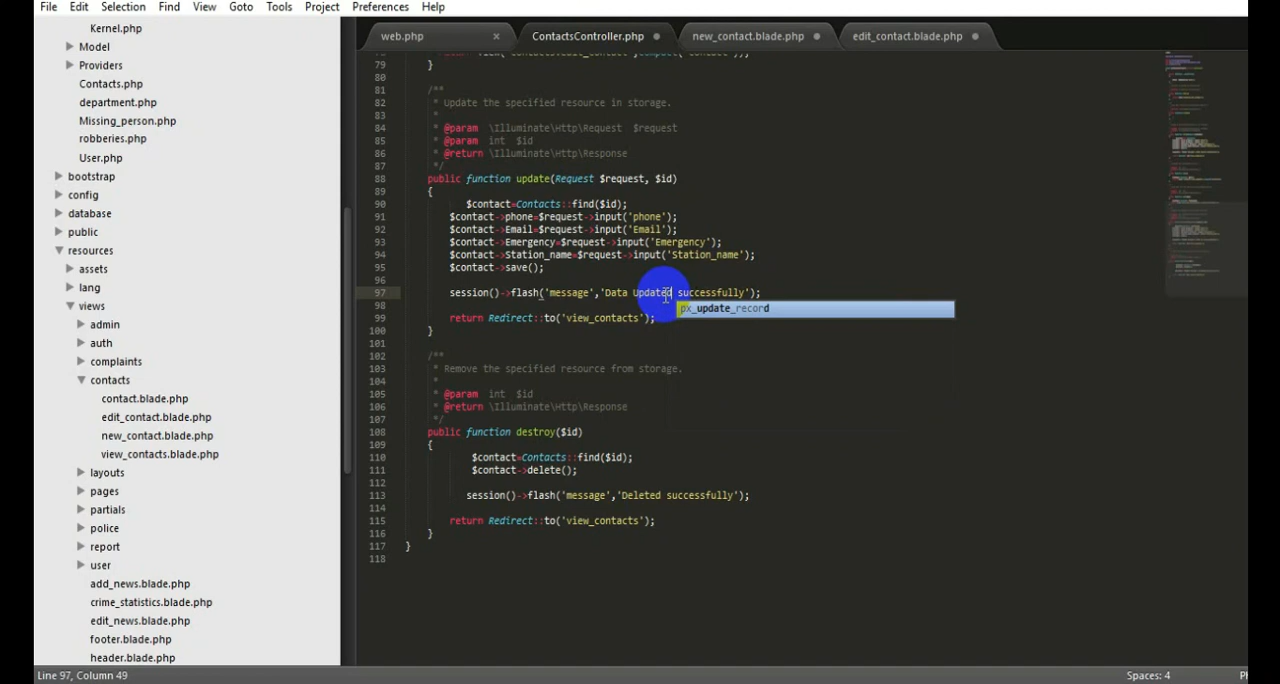 File Edit Selection Find View Goto Tools Project Preferences Help
Kernel.php
Model
Providers
Contacts.php
department.php
Missing_person.php
robberies.php
User.php
bootstrap
config
database
public
resources
assets
lang
views
admin
auth
complaints
contacts
contact.blade.php
edit_contact.blade.php
new_contact.blade.php
view_contacts.blade.php
layouts
pages
partials
police
report
user
add_news.blade.php
crime_statistics.blade.php
edit_news.blade.php
footer.blade.php
header.blade.php
web.php × ContactsController.php new_contact.blade.php edit_contact.blade.php
79 }
80
81 /**
82 * Update the specified resource in storage.
83 *
84 * @param \Illuminate\Http\Request $request
85 * @param int $id
86 * @return \Illuminate\Http\Response
87 */
88 public function update(Request $request, $id)
89 {
90 $contact=Contacts::find($id);
91 $contact->phone=$request->input('phone');
92 $contact->Email=$request->input('Email');
93 $contact->Emergency=$request->input('Emergency');
94 $contact->Station_name=$request->input('Station_name');
95 $contact->save();
96
97 session()->flash('message','Data Updated successfully');
98 px_update_record
99 return Redirect::to('view_contacts');
100 }
101
102 /**
103 * Remove the specified resource from storage.
104 *
105 * @param int $id
106 * @return \Illuminate\Http\Response
107 */
108 public function destroy($id)
109 {
110 $contact=Contacts::find($id);
111 $contact->delete();
112
113 session()->flash('message','Deleted successfully');
114
115 return Redirect::to('view_contacts');
116 }
117 }
118
Line 97, Column 49 Spaces: 4